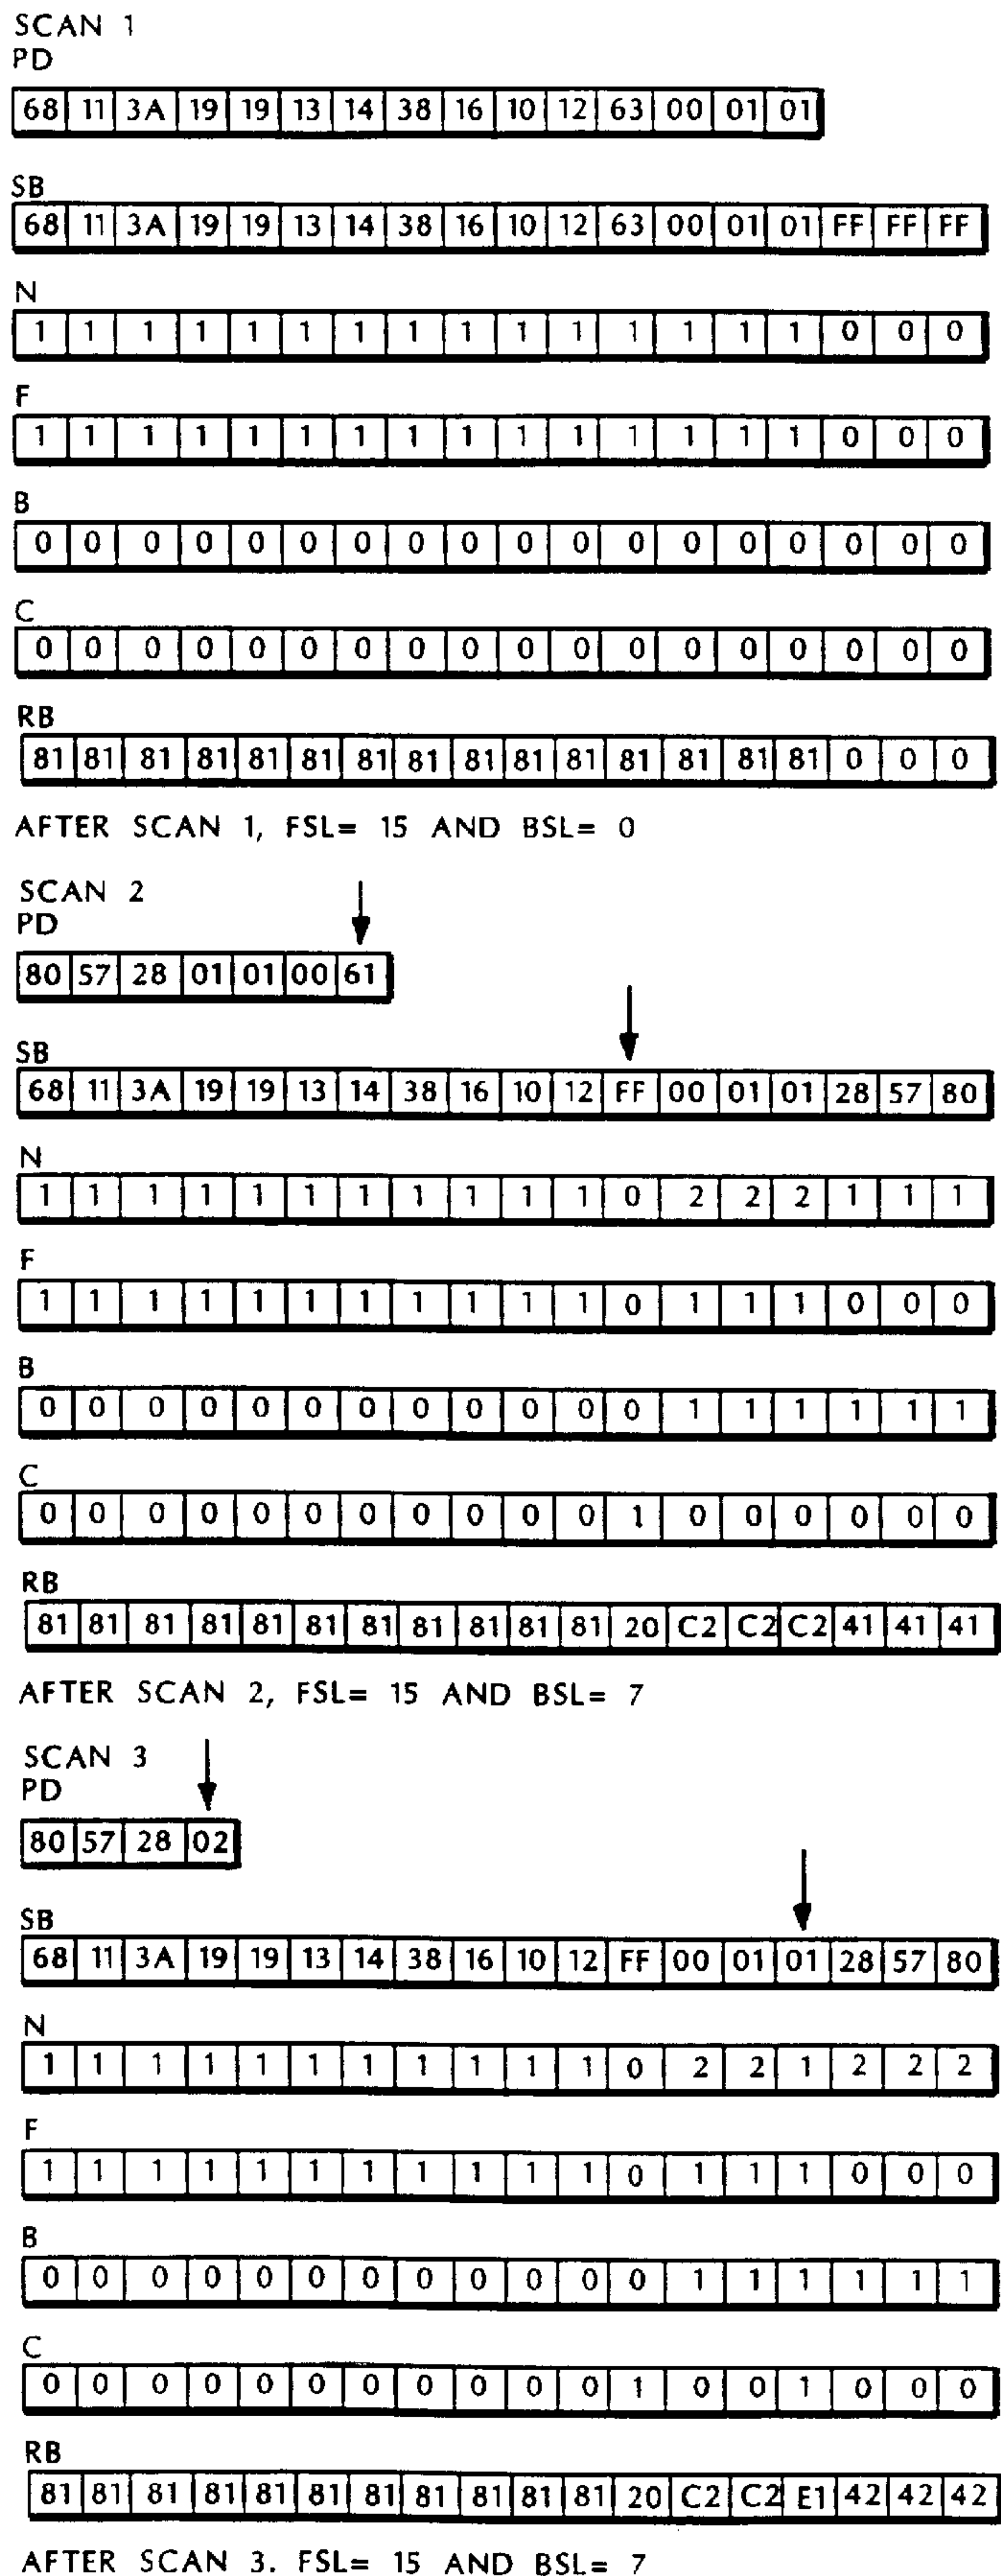 SCAN 1
PD
68 11 3A 19 19 13 14 38 16 10 12 63 00 01 01
SB
68 11 3A 19 19 13 14 38 16 10 12 63 00 01 01 FF FF FF
N
1 1 1 1 1 1 1 1 1 1 1 1 1 1 1 0 0 0
F
1 1 1 1 1 1 1 1 1 1 1 1 1 1 1 0 0 0
B
0 0 0 0 0 0 0 0 0 0 0 0 0 0 0 0 0 0
C
0 0 0 0 0 0 0 0 0 0 0 0 0 0 0 0 0 0
RB
81 81 81 81 81 81 81 81 81 81 81 81 81 81 81 0 0 0
AFTER SCAN 1, FSL= 15 AND BSL= 0
SCAN 2
PD
80 57 28 01 01 00 61
SB
68 11 3A 19 19 13 14 38 16 10 12 FF 00 01 01 28 57 80
N
1 1 1 1 1 1 1 1 1 1 1 0 2 2 2 1 1 1
F
1 1 1 1 1 1 1 1 1 1 1 0 1 1 1 0 0 0
B
0 0 0 0 0 0 0 0 0 0 0 0 1 1 1 1 1 1
C
0 0 0 0 0 0 0 0 0 0 0 1 0 0 0 0 0 0
RB
81 81 81 81 81 81 81 81 81 81 81 20 C2 C2 C2 41 41 41
AFTER SCAN 2, FSL= 15 AND BSL= 7
SCAN 3
PD
80 57 28 02
SB
68 11 3A 19 19 13 14 38 16 10 12 FF 00 01 01 28 57 80
N
1 1 1 1 1 1 1 1 1 1 1 0 2 2 1 2 2 2
F
1 1 1 1 1 1 1 1 1 1 1 0 1 1 1 0 0 0
B
0 0 0 0 0 0 0 0 0 0 0 0 1 1 1 1 1 1
C
0 0 0 0 0 0 0 0 0 0 0 1 0 0 1 0 0 0
RB
81 81 81 81 81 81 81 81 81 81 81 20 C2 C2 E1 42 42 42
AFTER SCAN 3. FSL= 15 AND BSL= 7